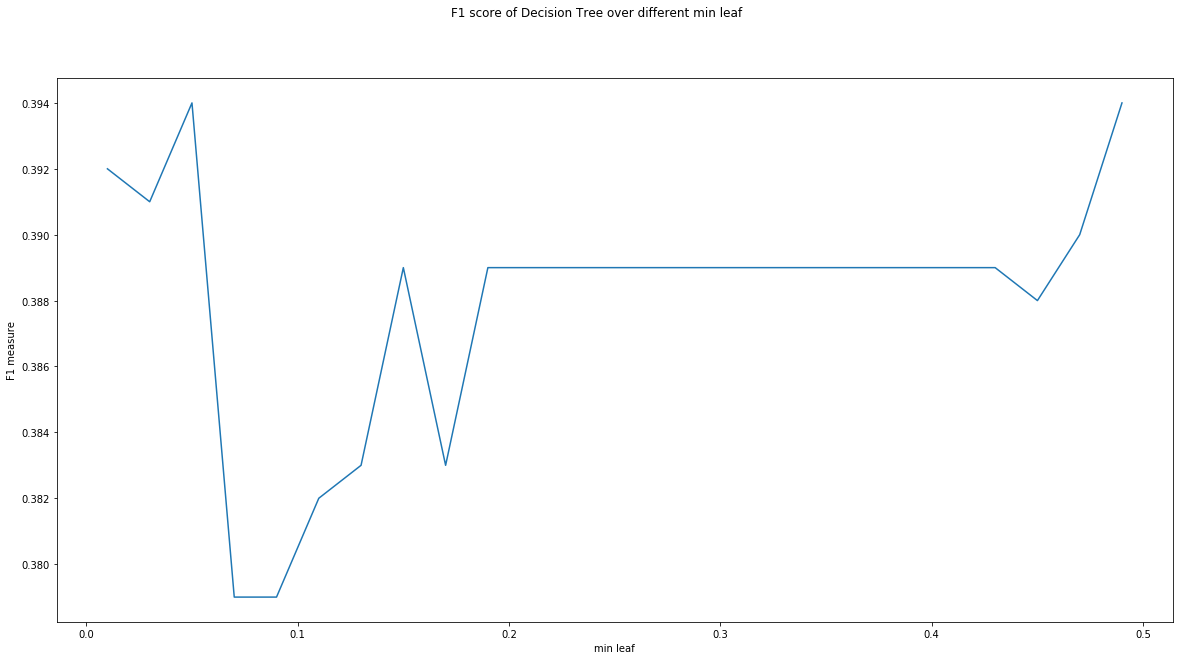 F1 score of Decision Tree over different min leaf
0.394
0.392
0.390
0.388
0.386
0.384
0.382
0.380
F1 measure
0.0 0.1 0.2 0.3 0.4 0.5
min leaf